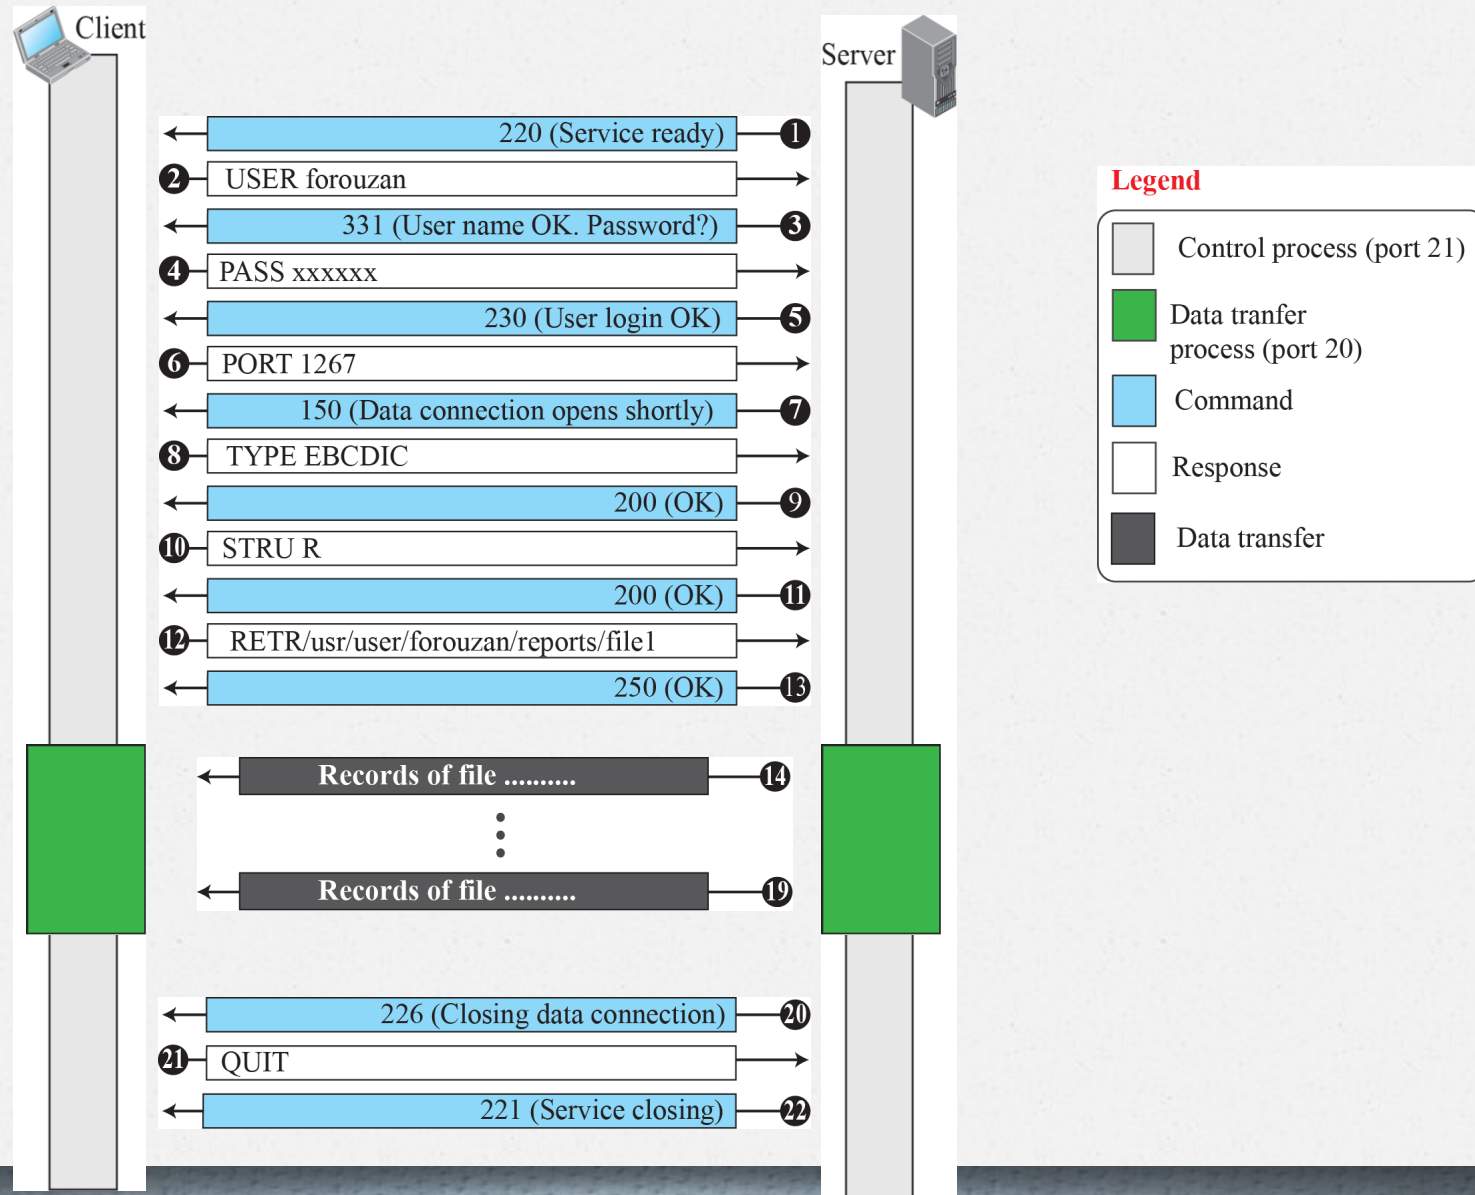 Client
Server
220 (Service ready)
1
2
USER forouzan
331 (User name OK. Password?)
3
4
PASS xxxxxx
230 (User login OK)
5
6
PORT 1267
150 (Data connection opens shortly)
7
8
TYPE EBCDIC
200 (OK)
9
10
STRU R
200 (OK)
11
12
RETR/usr/user/forouzan/reports/file1
250 (OK)
13
Records of file ..........
14
Records of file ..........
19
226 (Closing data connection)
20
21
QUIT
221 (Service closing)
22
Legend
Control process (port 21)
Data tranfer
process (port 20)
Command
Response
Data transfer